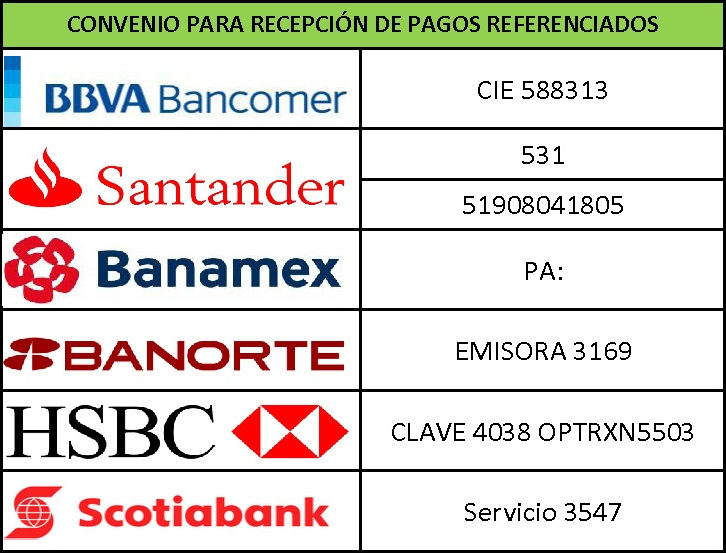 CONVENIO PARA RECEPCIÓN DE PAGOS REFERENCIADOS
BBVA Bancomer
CIE 588313
Santander
531
51908041805
Banamex
PA:
BANORTE
EMISORA 3169
HSBC
CLAVE 4038 OPTRXN5503
Scotiabank
Servicio 3547